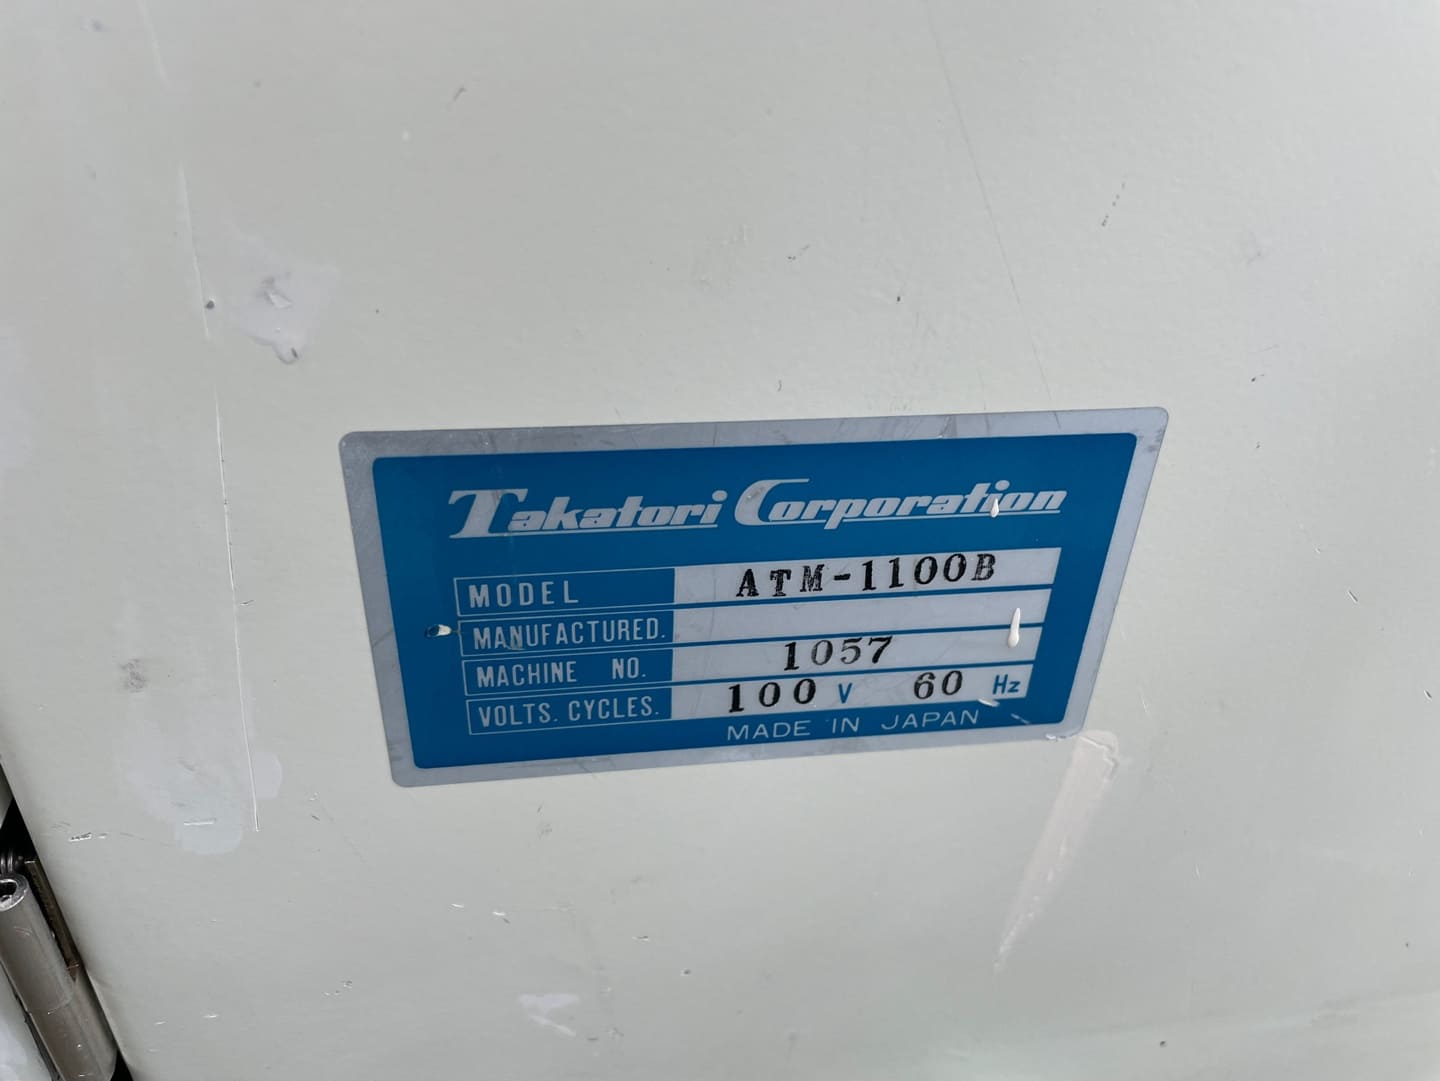 Takatori Corporation
MODEL ATM-1100B
MANUFACTURED.
MACHINE NO. 1057
VOLTS. CYCLES. 100 V 60 Hz
MADE IN JAPAN